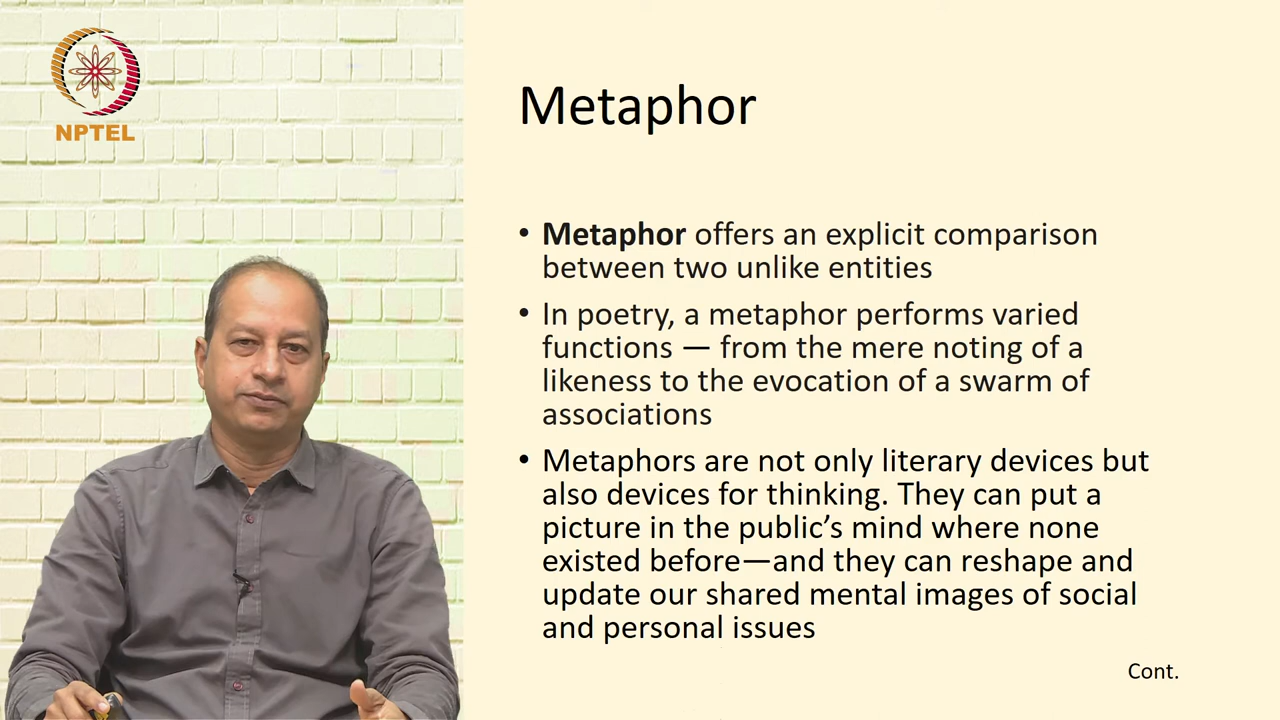 NPTEL
Metaphor
• Metaphor offers an explicit comparison
between two unlike entities
• In poetry, a metaphor performs varied
functions — from the mere noting of a
likeness to the evocation of a swarm of
associations
• Metaphors are not only literary devices but
also devices for thinking. They can put a
picture in the public’s mind where none
existed before—and they can reshape and
update our shared mental images of social
and personal issues
Cont.